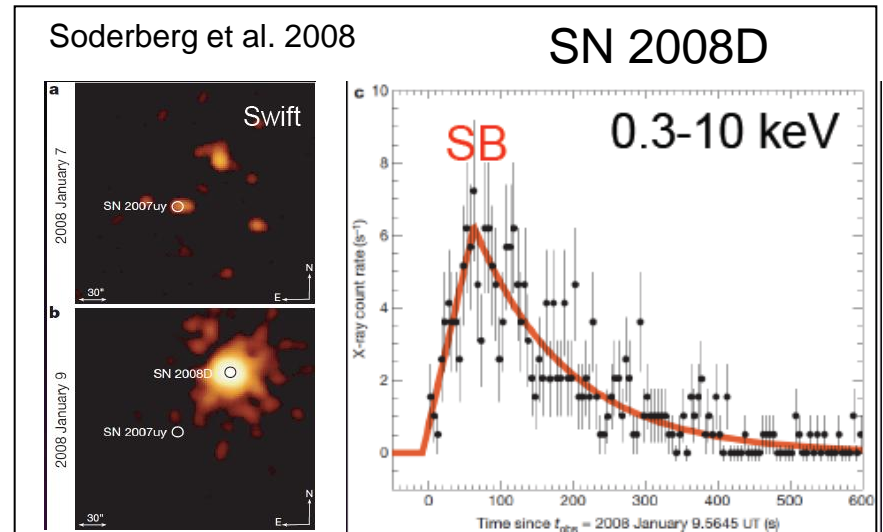 Soderberg et al. 2008
SN 2008D
a
Swift
2008 January 7
SN 2007uy
30"
N
E
b
2008 January 9
SN 2008D
SN 2007uy
30"
N
E
c
SB
0.3-10 keV
X-ray count rate (s⁻¹)
10
8
6
4
2
0
0
100
200
300
400
500
600
Time since t_obs = 2008 January 9.5645 UT (s)